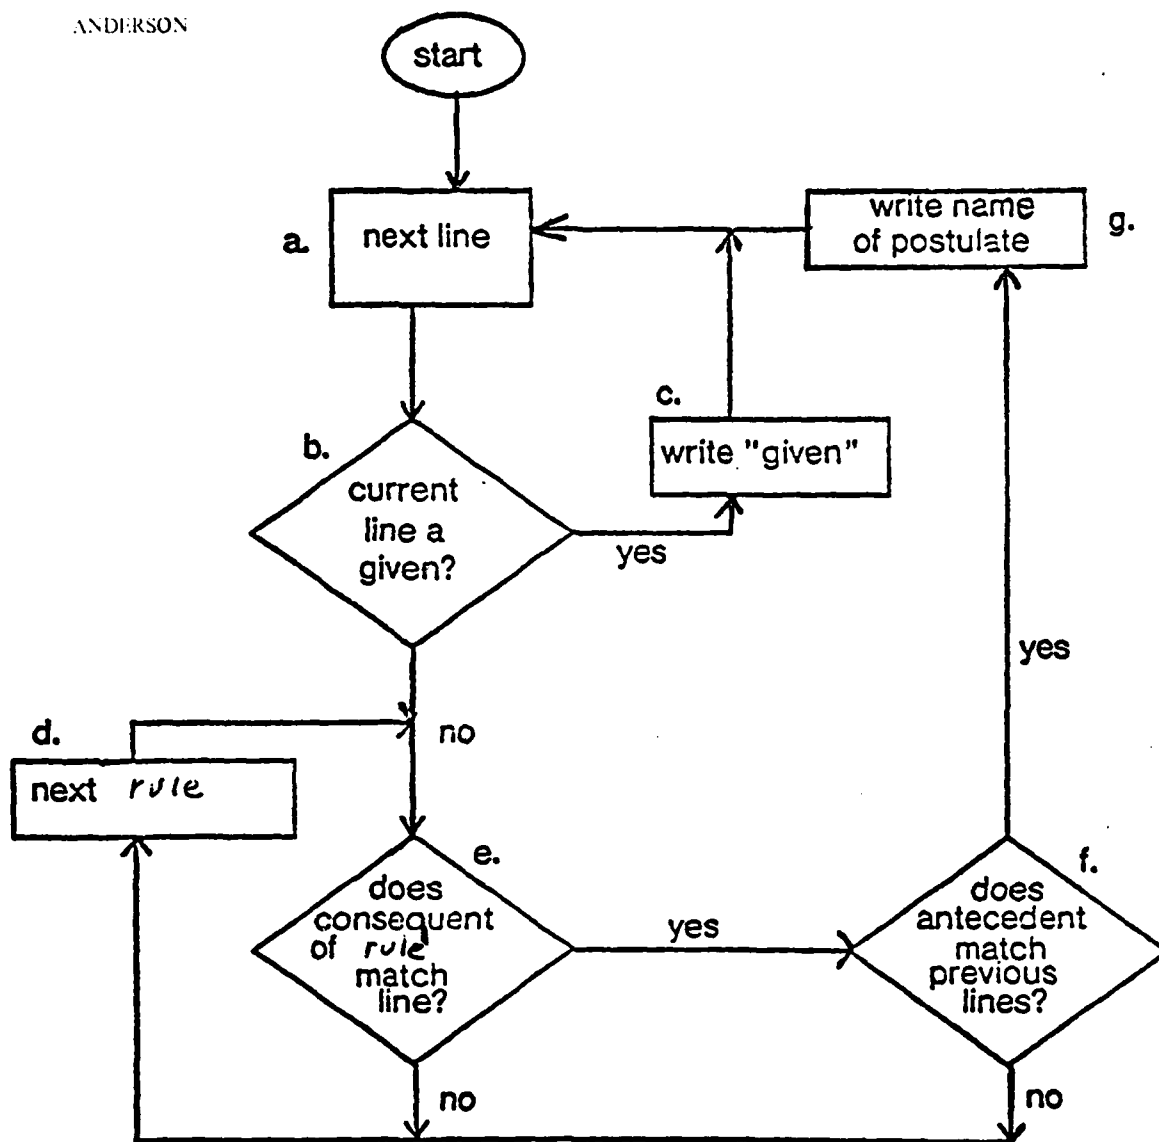 ANDERSON
start
a.
next line
write name
of postulate
g.
c.
write "given"
b.
current
line a
given?
yes
yes
no
d.
next rule
e.
does
consequent
of rule
match
line?
yes
f.
does
antecedent
match
previous
lines?
no
no